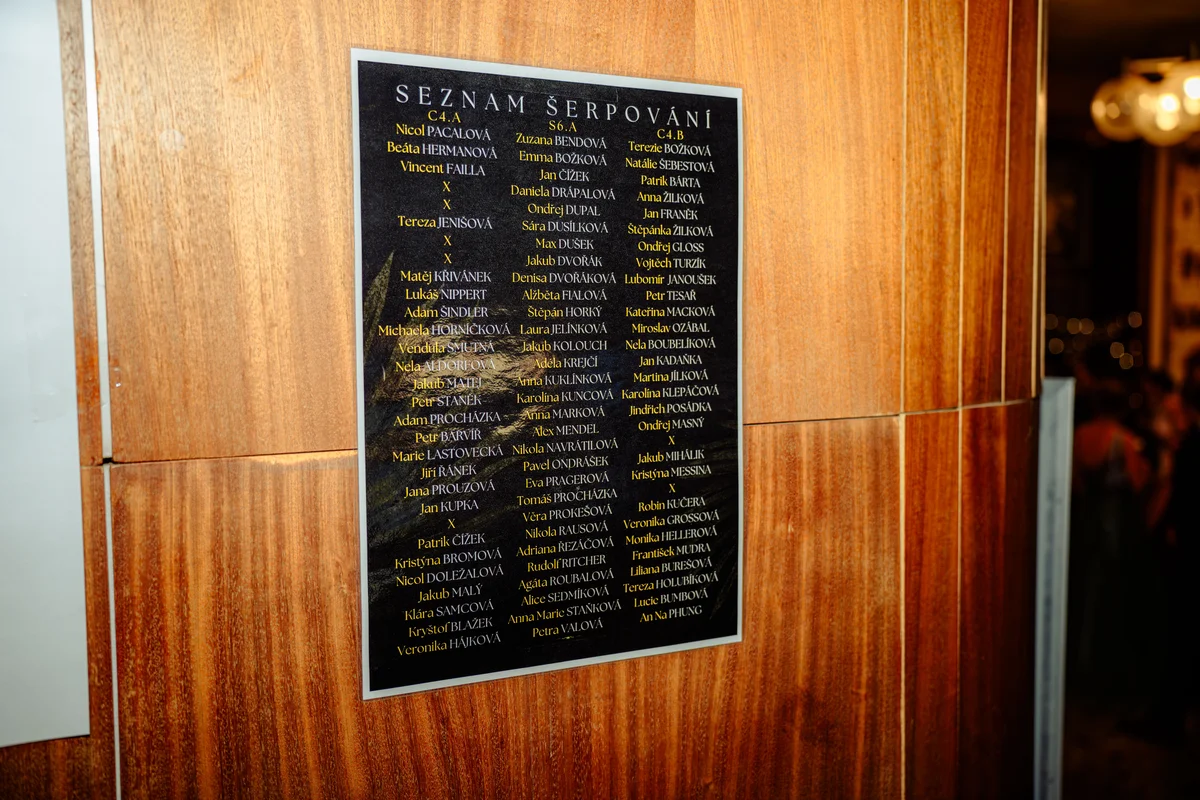 SEZNAM ŠERPOVÁNÍ
C4.A
Nicol PACALOVÁ
Beáta HERMANOVÁ
Vincent FAILLA
X
X
Tereza JENIŠOVÁ
X
X
Matěj KŘIVÁNEK
Lukáš NIPPERT
Adam ŠINDLER
Michaela HORNÍČKOVÁ
Vendula SMUTNÁ
Nela ALDORFOVÁ
Jakub MATĚJ
Petr STANĚK
Adam PROCHÁZKA
Petr BARVÍŘ
Marie LASTOVECKÁ
Jiří ŘÁNEK
Jana PROUZOVÁ
Jan KUPKA
X
Patrik ČÍŽEK
Kristýna BROMOVÁ
Nicol DOLEŽALOVÁ
Jakub MALÝ
Klára SAMCOVÁ
Kryštof BLAŽEK
Veronika HÁJKOVÁ
S6.A
Zuzana BENDOVÁ
Emma BOŽKOVÁ
Jan ČÍŽEK
Daniela DRÁPALOVÁ
Ondřej DUPAL
Sára DUSÍLKOVÁ
Max DUŠEK
Jakub DVOŘÁK
Denisa DVOŘÁKOVÁ
Alžběta FIALOVÁ
Štěpán HORKÝ
Laura JELÍNKOVÁ
Jakub KOLOUCH
Adéla KREJČÍ
Anna KUKLÍNKOVÁ
Karolína KUNCOVÁ
Anna MARKOVÁ
Alex MENDEL
Nikola NAVRÁTILOVÁ
Pavel ONDRÁŠEK
Eva PRAGEROVÁ
Tomáš PROCHÁZKA
Věra PROKEŠOVÁ
Nikola RAUSOVÁ
Adriana ŘEZÁČOVÁ
Rudolf RITCHER
Agáta ROUBALOVÁ
Alice SEDMÍKOVÁ
Anna Marie STAŇKOVÁ
Petra VALOVÁ
C4.B
Terezie BOŽKOVÁ
Natálie ŠEBESTOVÁ
Patrik BÁRTA
Anna ŽILKOVÁ
Jan FRANĚK
Štěpánka ŽILKOVÁ
Ondřej GLOSS
Vojtěch TURZÍK
Lubomír JANOUŠEK
Petr TESAŘ
Kateřina MACKOVÁ
Miroslav OZÁBAL
Nela BOUBELÍKOVÁ
Jan KADAŇKA
Martina JÍLKOVÁ
Karolína KLEPÁČOVÁ
Jindřich POSÁDKA
Ondřej MASNÝ
X
Jakub MIHÁLIK
Kristýna MESSINA
X
Robin KUČERA
Veronika GROSSOVÁ
Monika HELLEROVÁ
František MUDRA
Liliana BUREŠOVÁ
Tereza HOLUBÍKOVÁ
Lucie BUMBOVÁ
An Na PHUNG